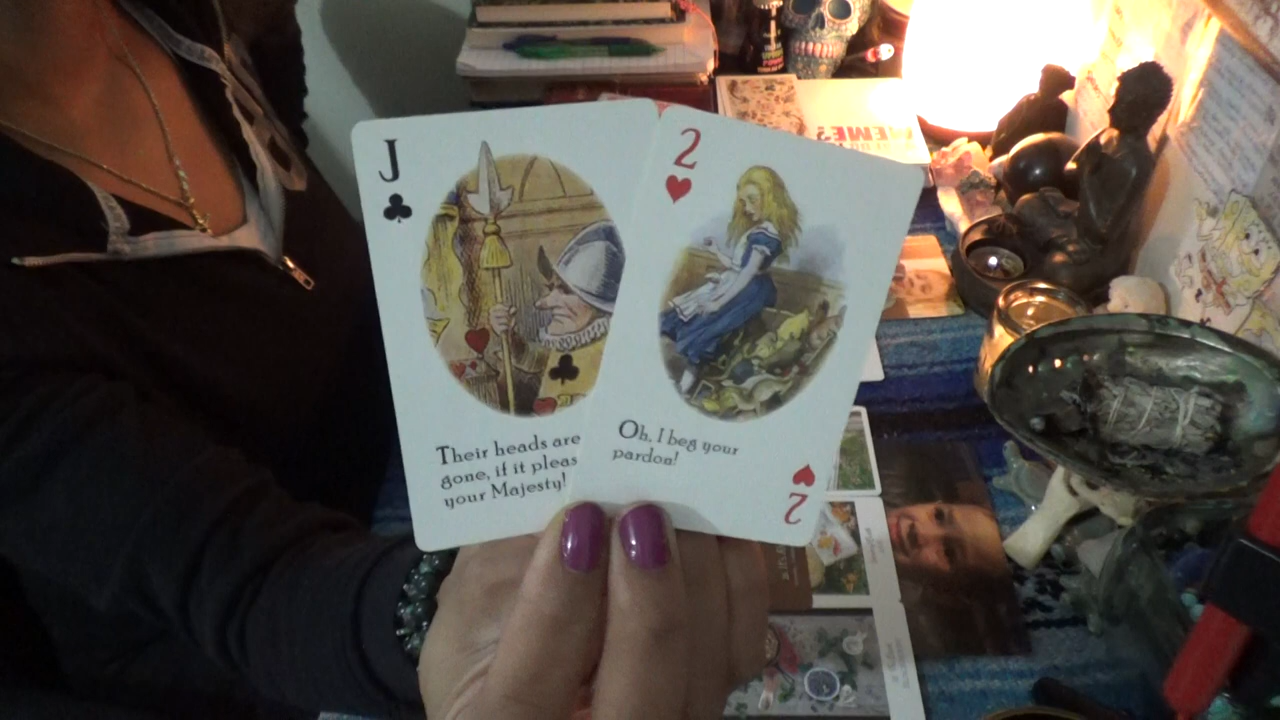 J
Their heads are
gone, if it pleas
your Majesty!
2
Oh, I beg your
pardon!
2